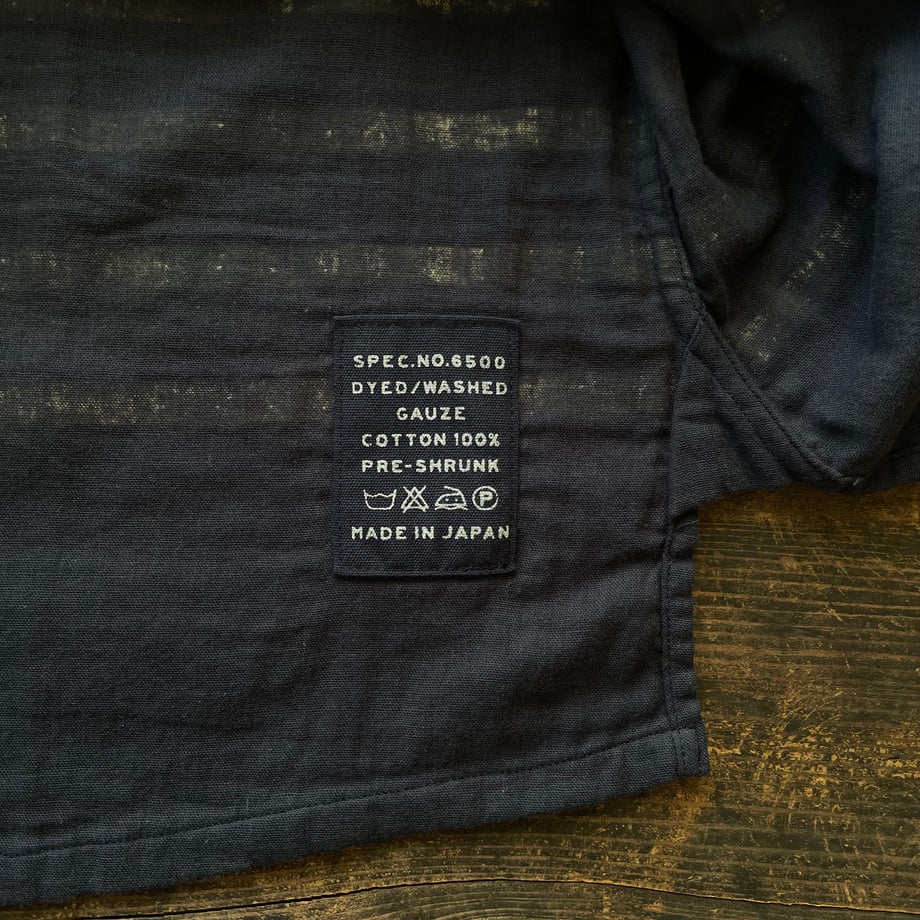 SPEC.NO.6500
DYED/WASHED
GAUZE
COTTON 100%
PRE-SHRUNK
P
MADE IN JAPAN